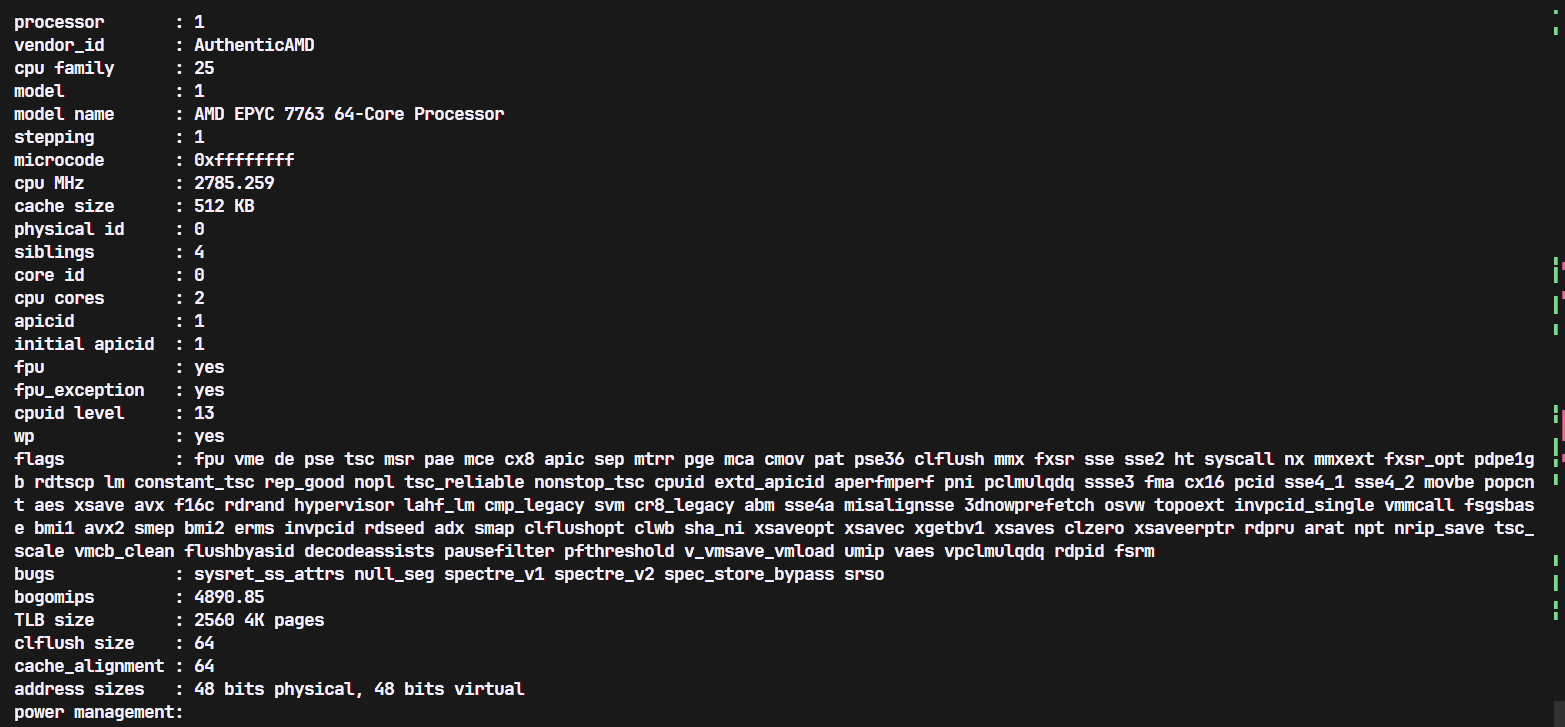 processor       : 1
vendor_id       : AuthenticAMD
cpu family      : 25
model           : 1
model name      : AMD EPYC 7763 64-Core Processor
stepping        : 1
microcode       : 0xffffffff
cpu MHz         : 2785.259
cache size      : 512 KB
physical id     : 0
siblings        : 4
core id         : 0
cpu cores       : 2
apicid          : 1
initial apicid  : 1
fpu             : yes
fpu_exception   : yes
cpuid level     : 13
wp              : yes
flags           : fpu vme de pse tsc msr pae mce cx8 apic sep mtrr pge mca cmov pat pse36 clflush mmx fxsr sse sse2 ht syscall nx mmxext fxsr_opt pdpe1g
b rdtscp lm constant_tsc rep_good nopl tsc_reliable nonstop_tsc cpuid extd_apicid aperfmperf pni pclmulqdq ssse3 fma cx16 pcid sse4_1 sse4_2 movbe popcn
t aes xsave avx f16c rdrand hypervisor lahf_lm cmp_legacy svm cr8_legacy abm sse4a misalignsse 3dnowprefetch osvw topoext invpcid_single vmmcall fsgsbas
e bmi1 avx2 smep bmi2 erms invpcid rdseed adx smap clflushopt clwb sha_ni xsaveopt xsavec xgetbv1 xsaves clzero xsaveerptr rdpru arat npt nrip_save tsc_
scale vmcb_clean flushbyasid decodeassists pausefilter pfthreshold v_vmsave_vmload umip vaes vpclmulqdq rdpid fsrm
bugs            : sysret_ss_attrs null_seg spectre_v1 spectre_v2 spec_store_bypass srso
bogomips        : 4890.85
TLB size        : 2560 4K pages
clflush size    : 64
cache_alignment : 64
address sizes   : 48 bits physical, 48 bits virtual
power management: